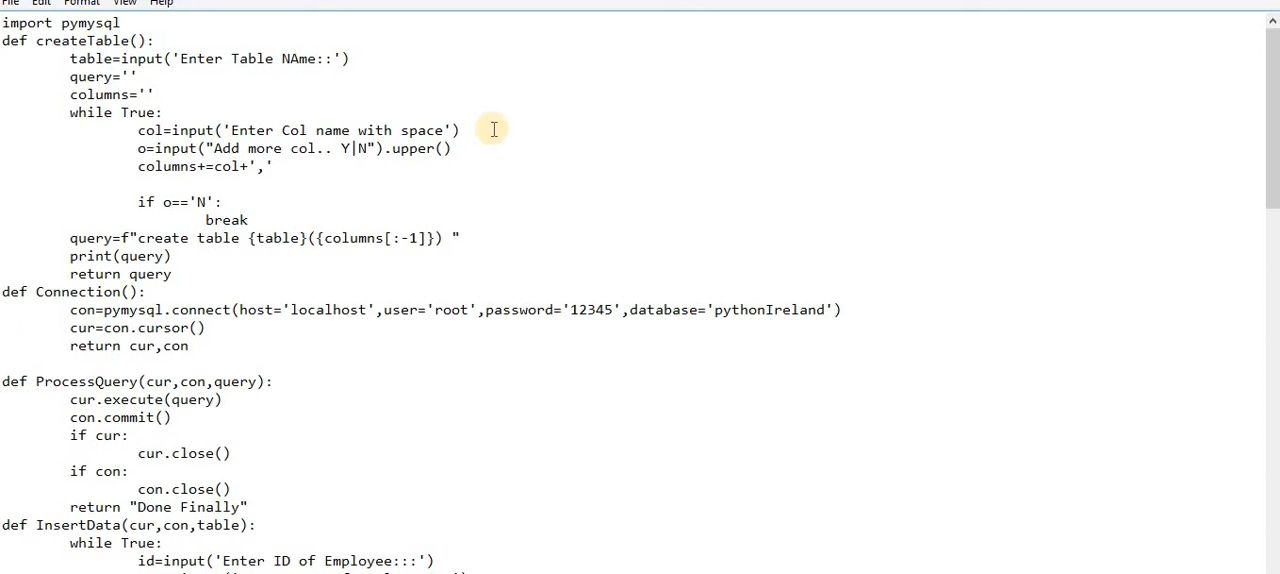 File Edit Format View Help
import pymysql
def createTable():
        table=input('Enter Table NAme::')
        query=''
        columns=''
        while True:
                col=input('Enter Col name with space')
                o=input("Add more col.. Y|N").upper()
                columns+=col+','
                if o=='N':
                        break
        query=f"create table {table}({columns[:-1]}) "
        print(query)
        return query
def Connection():
        con=pymysql.connect(host='localhost',user='root',password='12345',database='pythonIreland')
        cur=con.cursor()
        return cur,con
def ProcessQuery(cur,con,query):
        cur.execute(query)
        con.commit()
        if cur:
                cur.close()
        if con:
                con.close()
        return "Done Finally"
def InsertData(cur,con,table):
        while True:
                id=input('Enter ID of Employee:::')